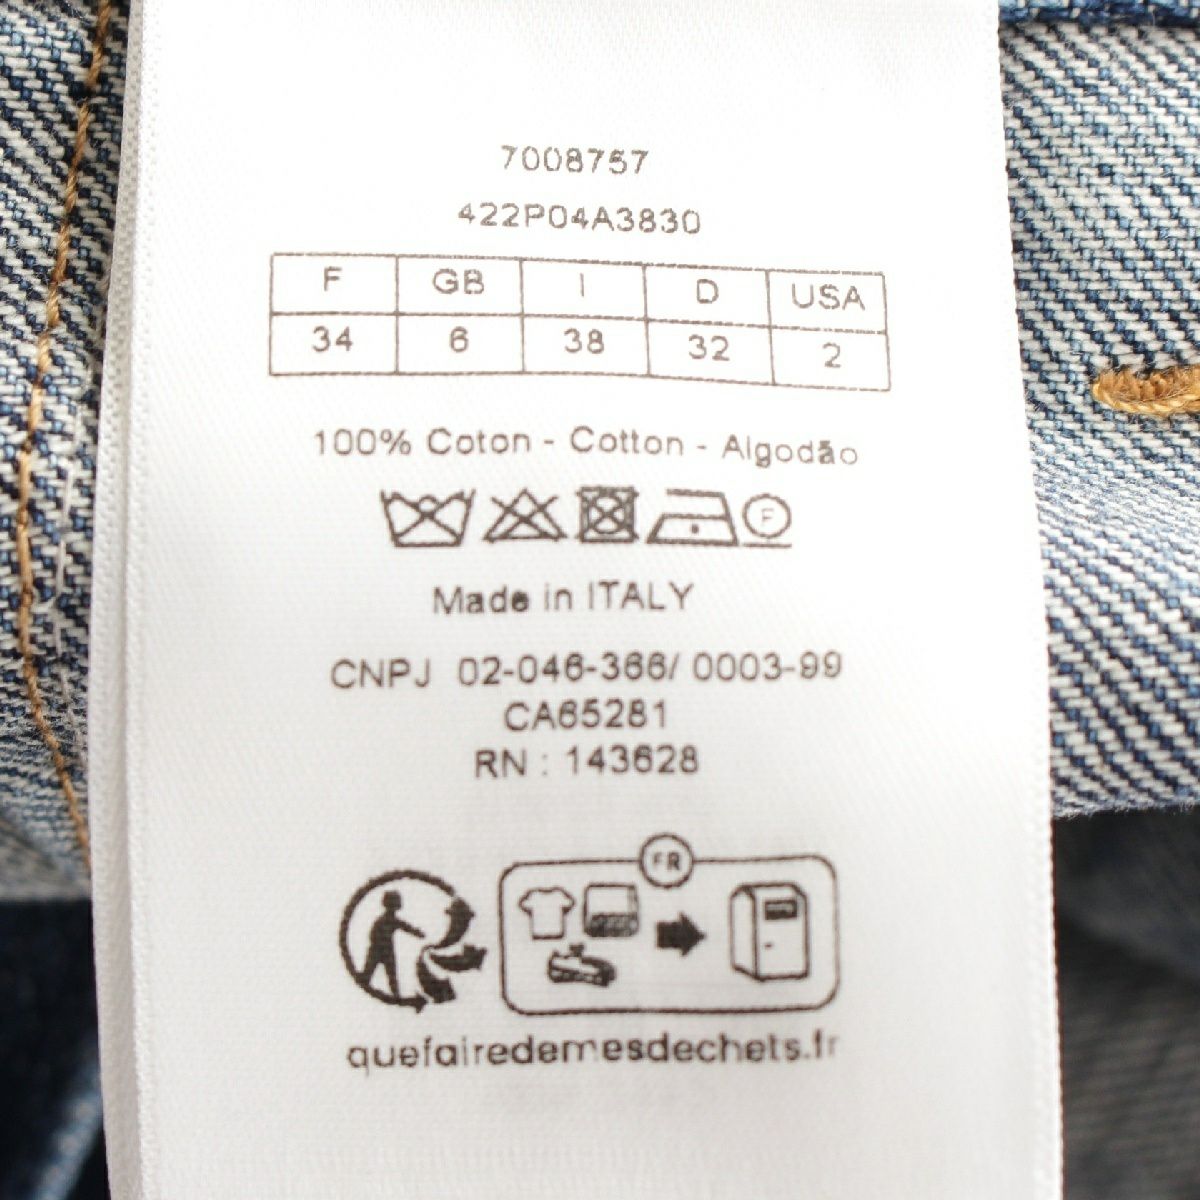 7008757
422P04A3830
F GB I D USA
34 6 38 32 2
100% Coton - Cotton - Algodão
F
Made in ITALY
CNPJ 02-046-366/ 0003-99
CA65281
RN : 143628
FR
quefairedemesdechets.fr